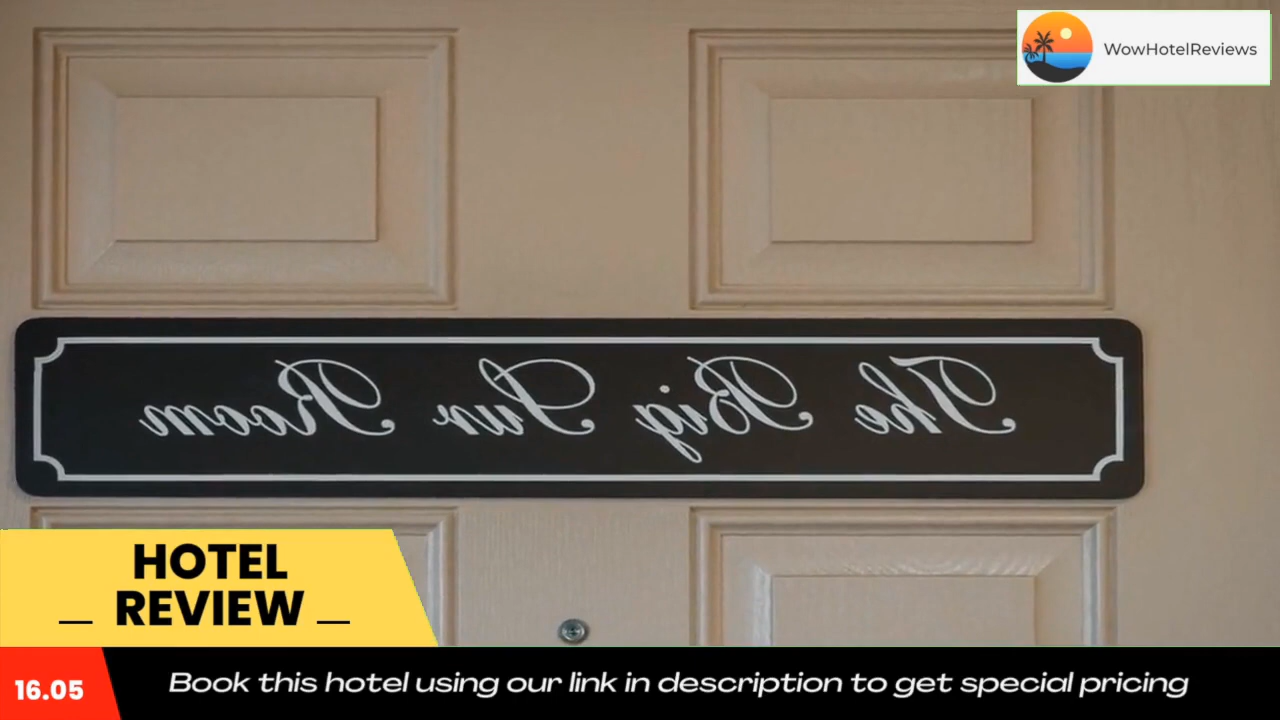 WowHotelReviews
The Big Sur Room
HOTEL
REVIEW
16.05
Book this hotel using our link in description to get special pricing